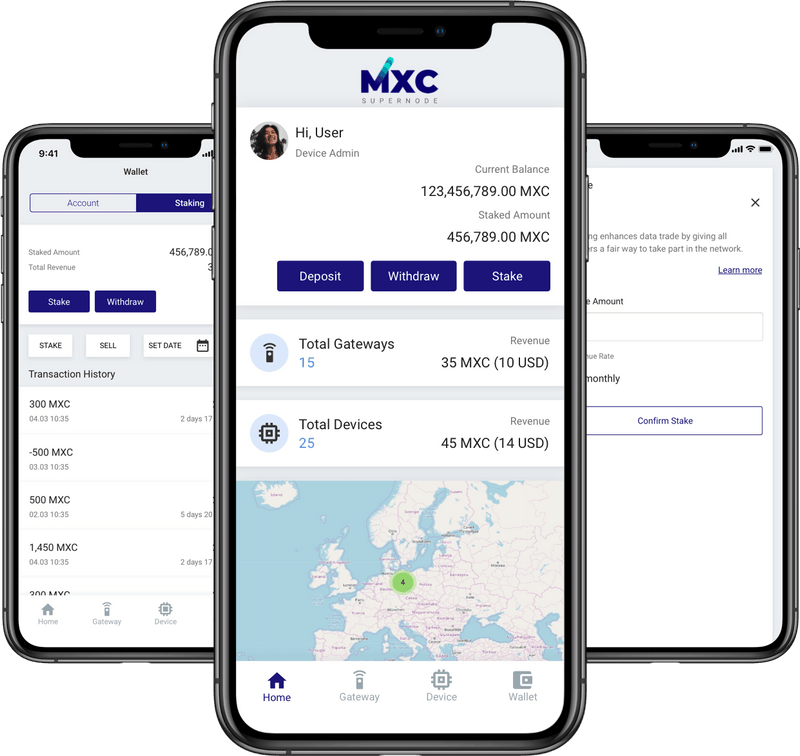 9:41
Wallet
Account
Staking
Staked Amount
456,789.0
Total Revenue
Stake
Withdraw
STAKE
SELL
SET DATE
Transaction History
300 MXC
04.03 10:35
2 days 17
-500 MXC
03.03 10:35
500 MXC
02.03 10:35
5 days 20
1,450 MXC
04.03 10:35
2 days 17
300 MXC
Home
Gateway
Device
MXC
SUPERNODE
Hi, User
Device Admin
Current Balance
123,456,789.00 MXC
Staked Amount
456,789.00 MXC
Deposit
Withdraw
Stake
Total Gateways
Revenue
15
35 MXC (10 USD)
Total Devices
Revenue
25
45 MXC (14 USD)
4
Home
Gateway
Device
Wallet
e
ng enhances data trade by giving all
rs a fair way to take part in the network.
Learn more
e Amount
nue Rate
monthly
Confirm Stake